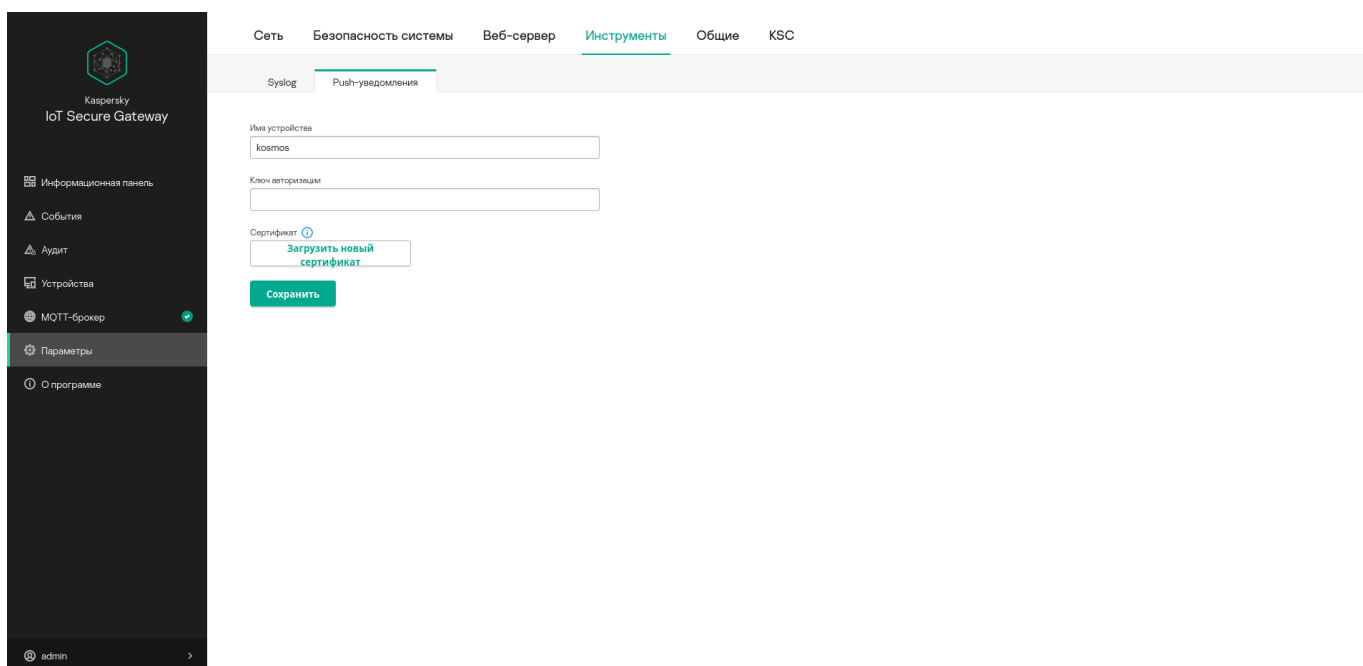 Kaspersky
IoT Secure Gateway
Информационная панель
События
Аудит
Устройства
MQTT-брокер
Параметры
О программе
admin
Сеть Безопасность системы Веб-сервер Инструменты Общие KSC
Syslog Push-уведомления
Имя устройства
kosmos
Ключ авторизации
Сертификат
Загрузить новый
сертификат
Сохранить